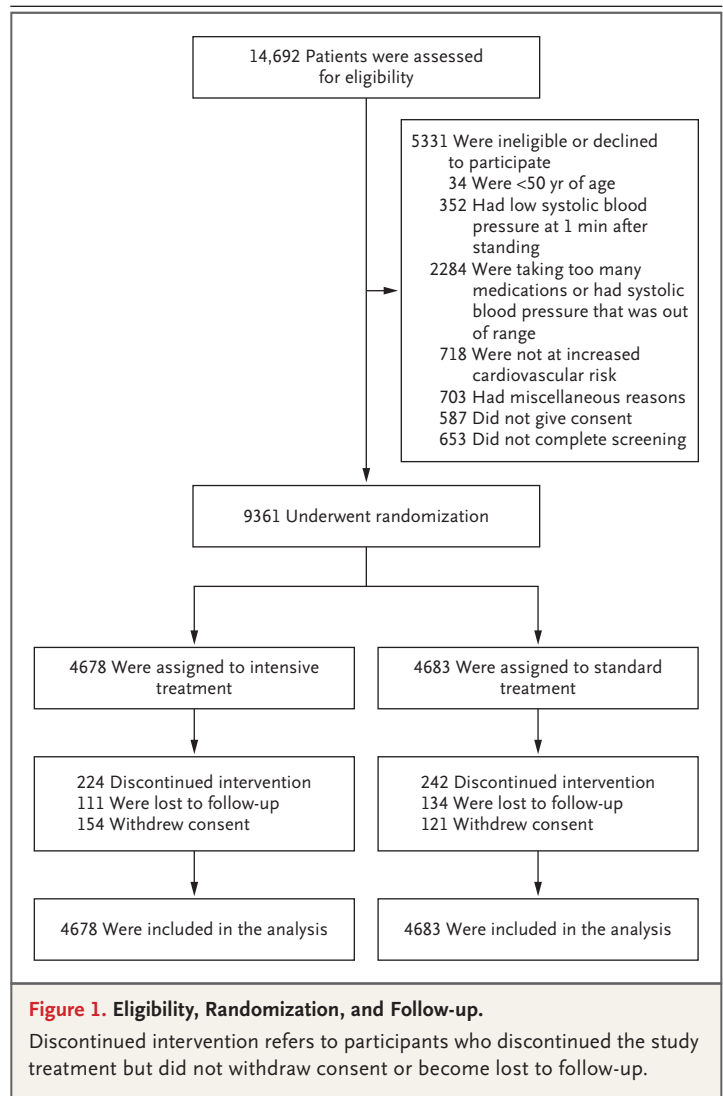 14,692 Patients were assessed
for eligibility
5331 Were ineligible or declined
to participate
34 Were <50 yr of age
352 Had low systolic blood
pressure at 1 min after
standing
2284 Were taking too many
medications or had systolic
blood pressure that was out
of range
718 Were not at increased
cardiovascular risk
703 Had miscellaneous reasons
587 Did not give consent
653 Did not complete screening
9361 Underwent randomization
4678 Were assigned to intensive
treatment
4683 Were assigned to standard
treatment
224 Discontinued intervention
111 Were lost to follow-up
154 Withdrew consent
242 Discontinued intervention
134 Were lost to follow-up
121 Withdrew consent
4678 Were included in the analysis
4683 Were included in the analysis
Figure 1. Eligibility, Randomization, and Follow-up.
Discontinued intervention refers to participants who discontinued the study
treatment but did not withdraw consent or become lost to follow-up.